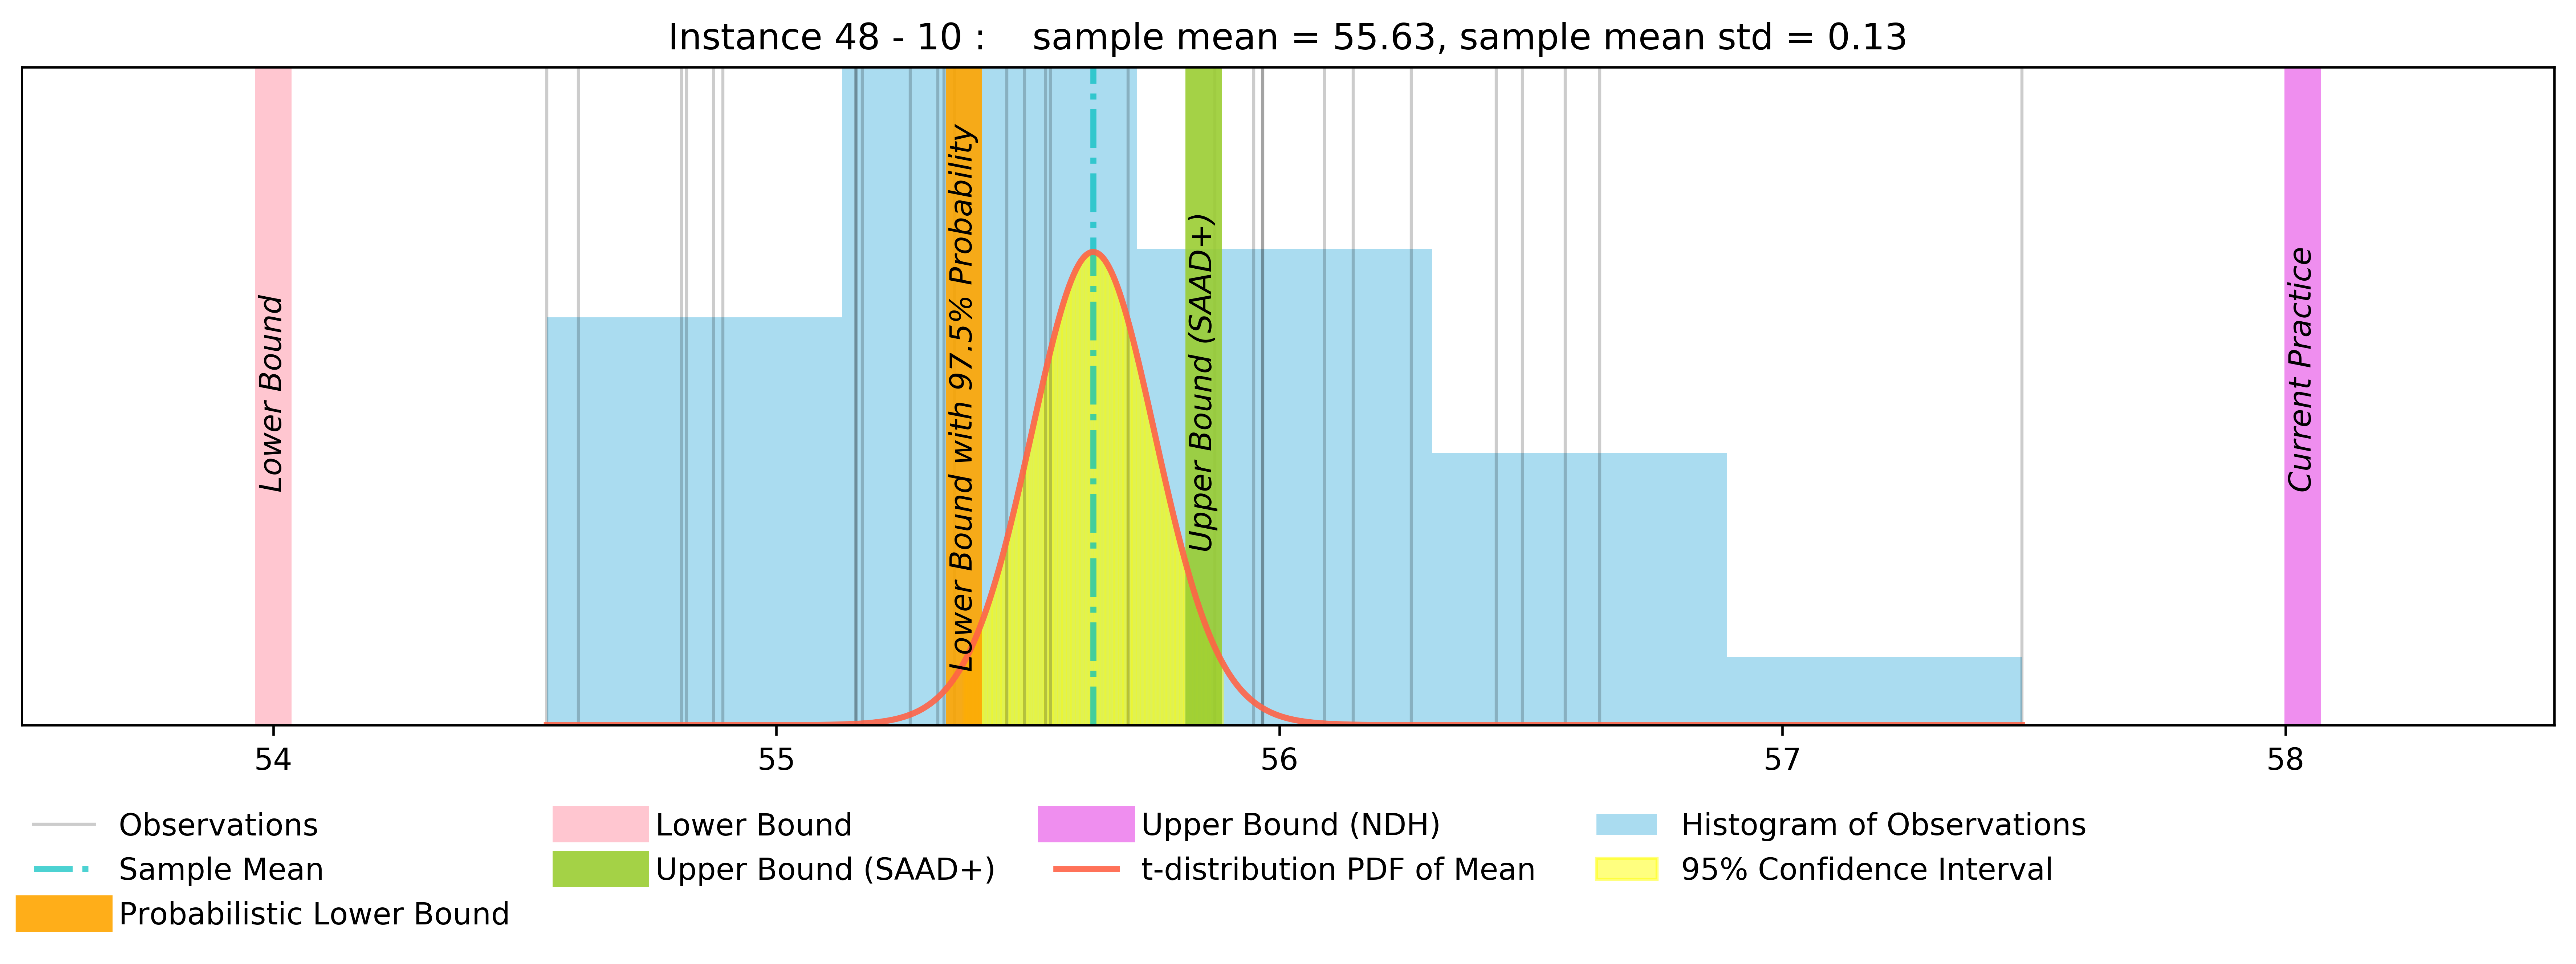 Instance 48 - 10 :    sample mean = 55.63, sample mean std = 0.13
Lower Bound
Lower Bound with 97.5% Probability
Upper Bound (SAAD+)
Current Practice
54 55 56 57 58
Observations
Sample Mean
Probabilistic Lower Bound
Lower Bound
Upper Bound (SAAD+)
Upper Bound (NDH)
t-distribution PDF of Mean
Histogram of Observations
95% Confidence Interval